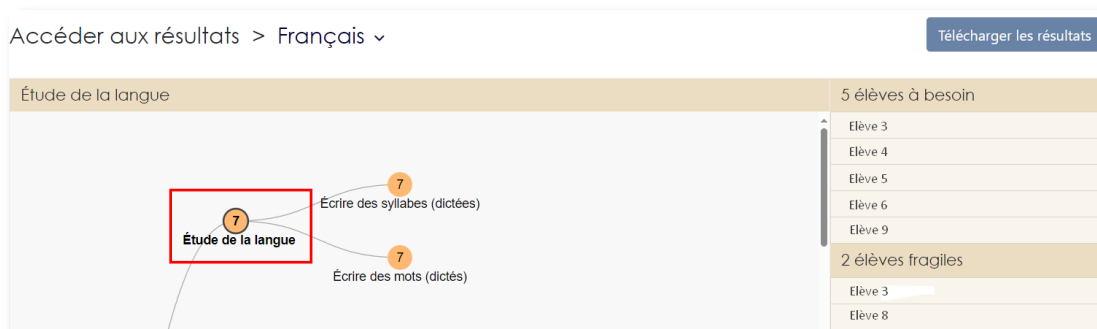 Accéder aux résultats > Français
Télécharger les résultats
Étude de la langue
7
Écrire des syllabes (dictées)
7
Étude de la langue
7
Écrire des mots (dictés)
5 élèves à besoin
Elève 3
Elève 4
Elève 5
Elève 6
Elève 9
2 élèves fragiles
Elève 3
Elève 8